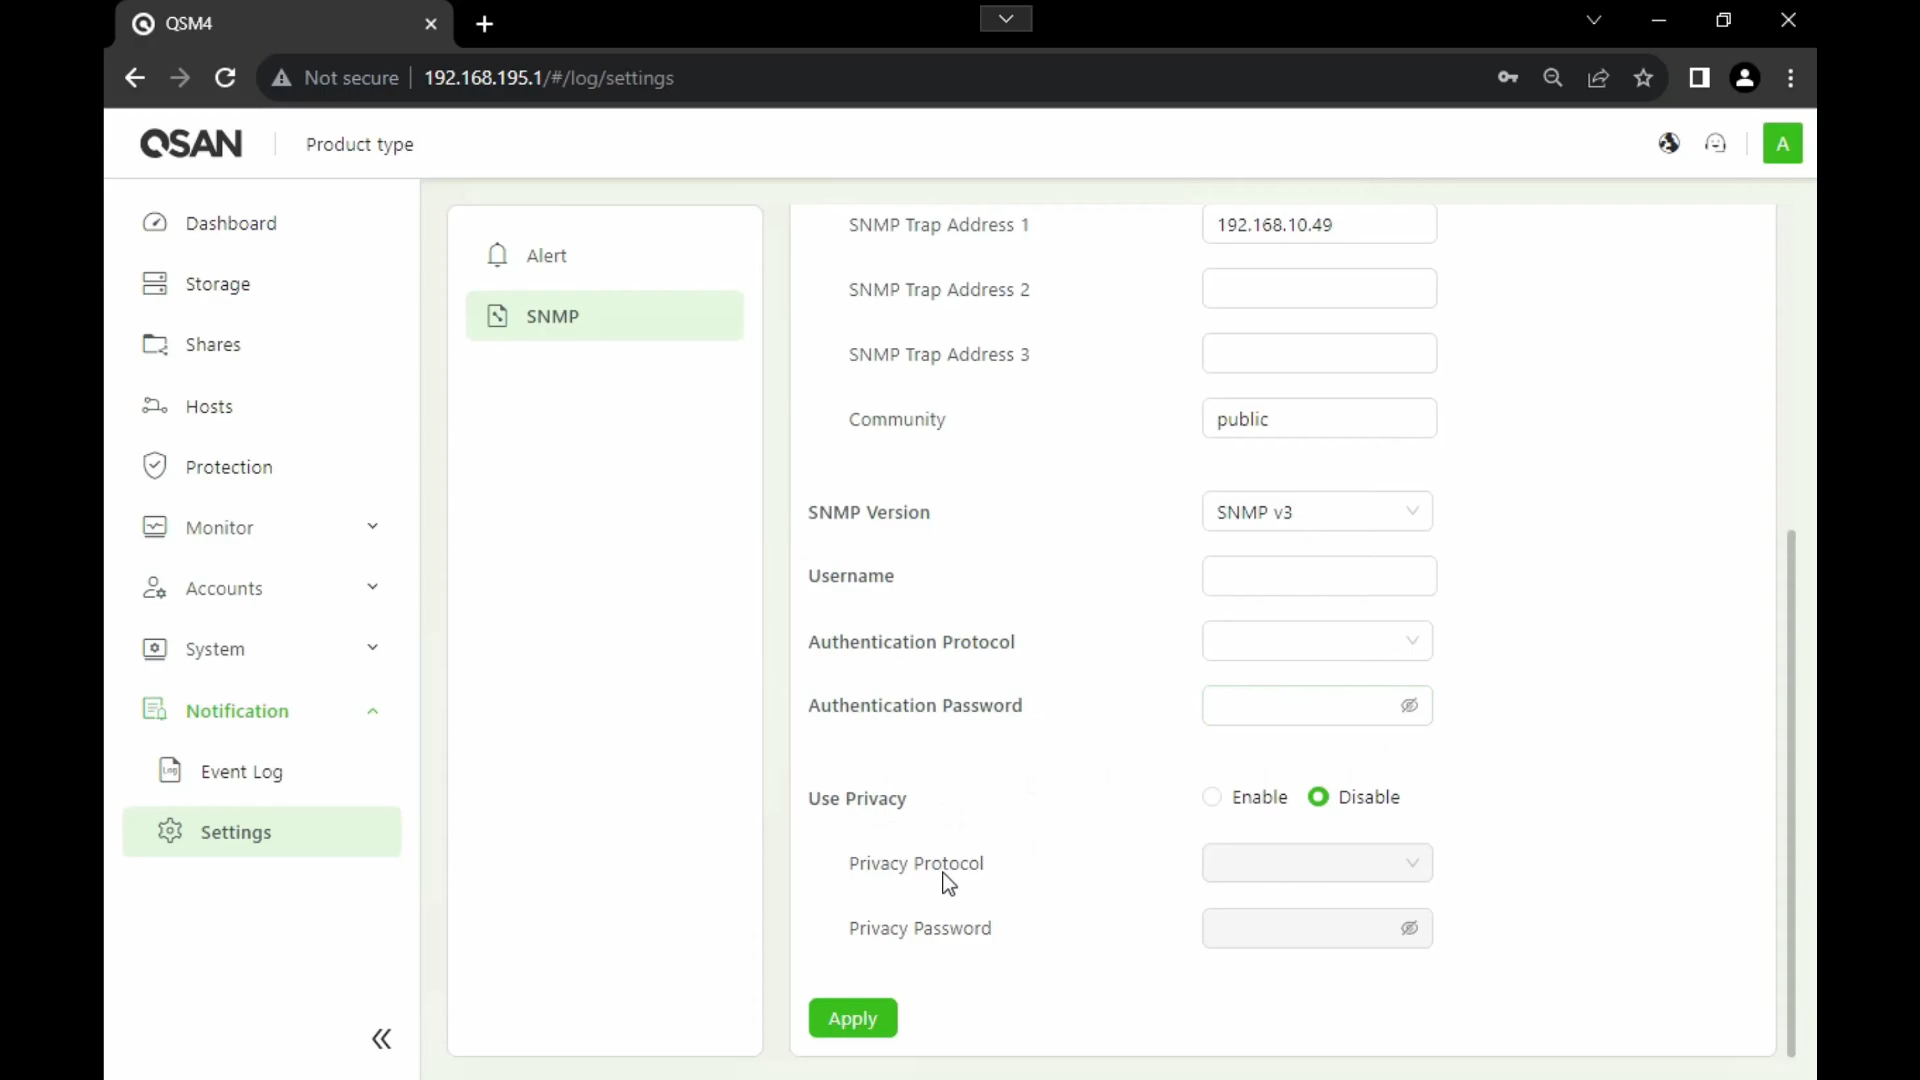 QSM4
Not secure
192.168.195.1/#/log/settings
QSAN
Product type
A
Dashboard
Storage
Shares
Hosts
Protection
Monitor
Accounts
System
Notification
Event Log
Settings
Alert
SNMP
SNMP Trap Address 1
192.168.10.49
SNMP Trap Address 2
SNMP Trap Address 3
Community
public
SNMP Version
SNMP v3
Username
Authentication Protocol
Authentication Password
Use Privacy
Enable
Disable
Privacy Protocol
Privacy Password
Apply